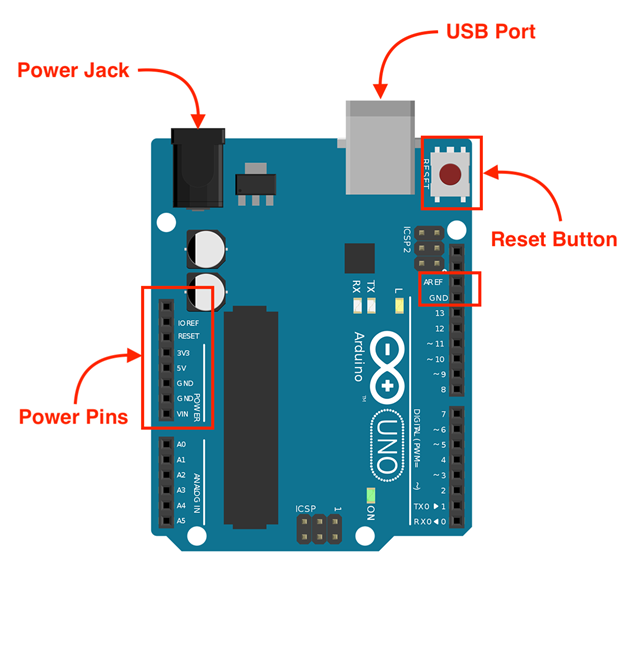 USB Port
Power Jack
RESET
Reset Button
ICSP2
AREF
GND
RX
TX
L
13
12
~11
~10
~9
8
IOREF
RESET
3V3
5V
GND
GND
VIN
POWER
Power Pins
Arduino
TM
UNO
DIGITAL (PWM= ~)
7
~6
~5
4
~3
2
TX0 ▶ 1
RX0 ◀ 0
A0
A1
A2
A3
A4
A5
ANALOG IN
ICSP
1
ON